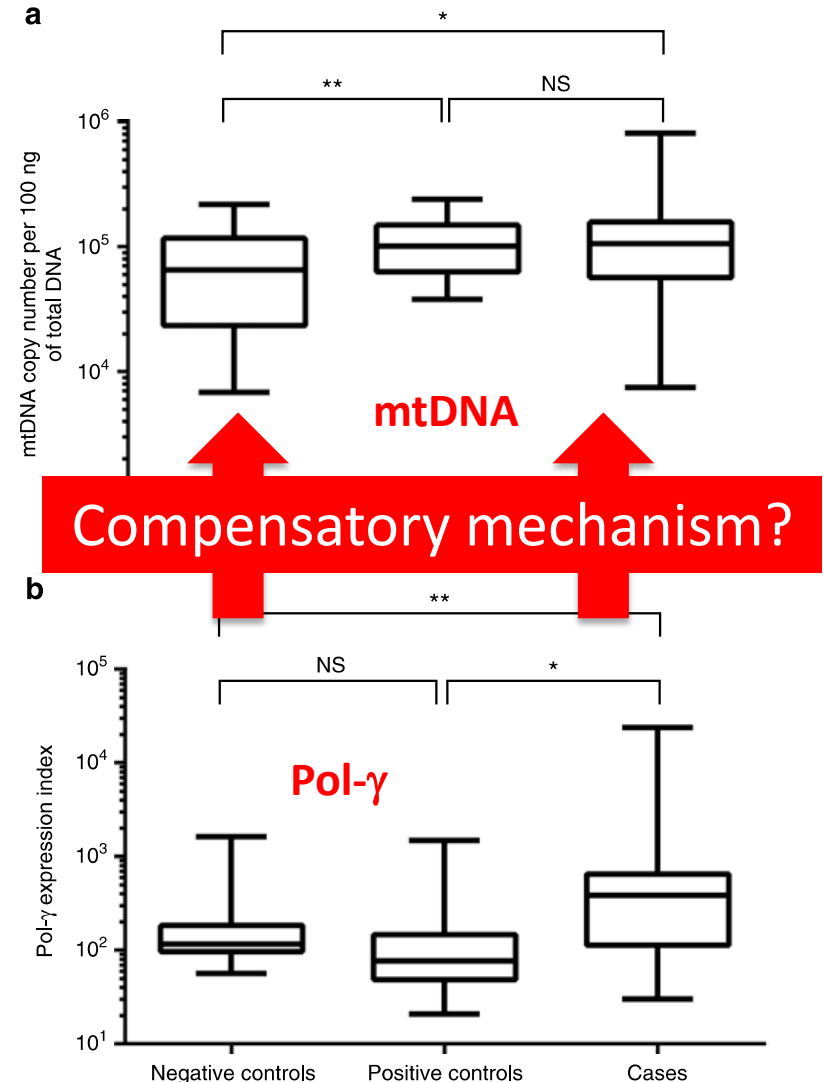 a
*
** NS
10⁶
10⁵
10⁴
mtDNA copy number per 100 ng
of total DNA
mtDNA
Compensatory mechanism?
b
**
NS *
10⁵
10⁴
10³
10²
10¹
Pol-γ expression index
Pol-γ
Negative controls Positive controls Cases